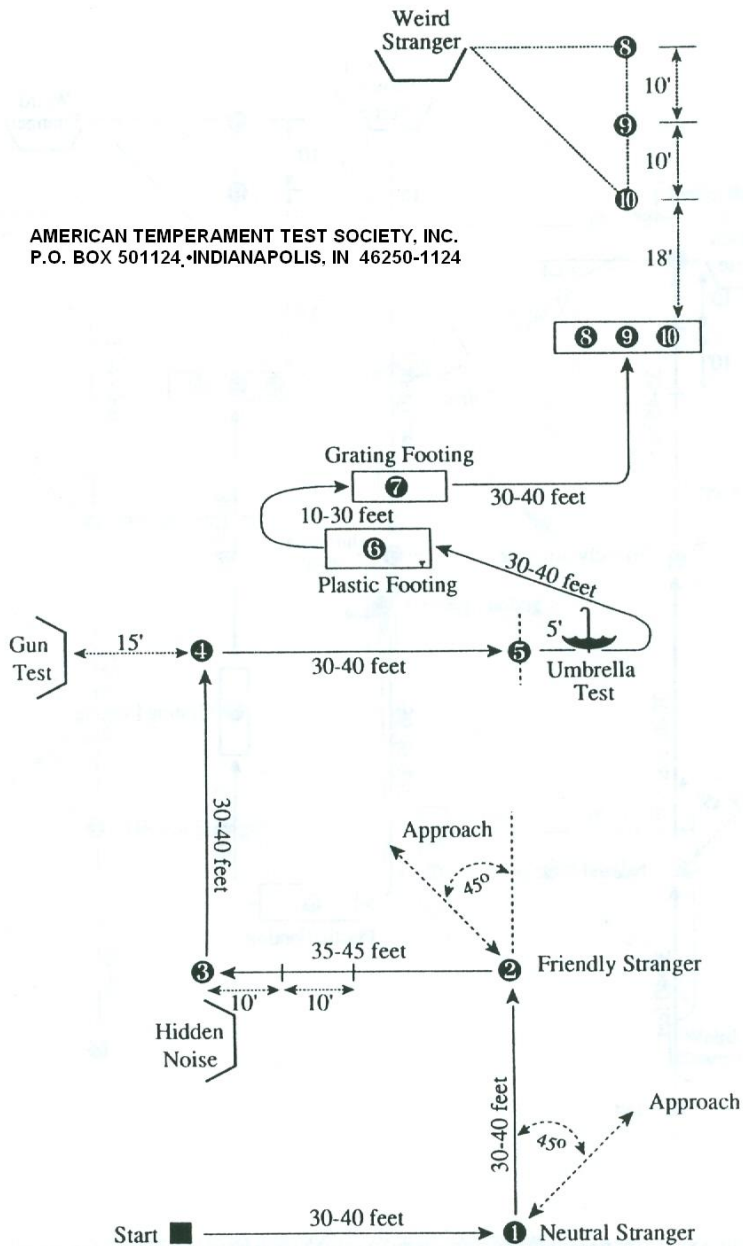 Weird
Stranger
8
10'
9
10'
10
AMERICAN TEMPERAMENT TEST SOCIETY, INC.
P.O. BOX 501124.•INDIANAPOLIS, IN 46250-1124
18'
8 9 10
Grating Footing
7
30-40 feet
10-30 feet
6
Plastic Footing
30-40 feet
Gun
Test
15'
4
30-40 feet
5
5'
Umbrella
Test
30-40 feet
Approach
45o
35-45 feet
3
2
Friendly Stranger
10'
10'
Hidden
Noise
30-40 feet
Approach
45o
Start
30-40 feet
1
Neutral Stranger